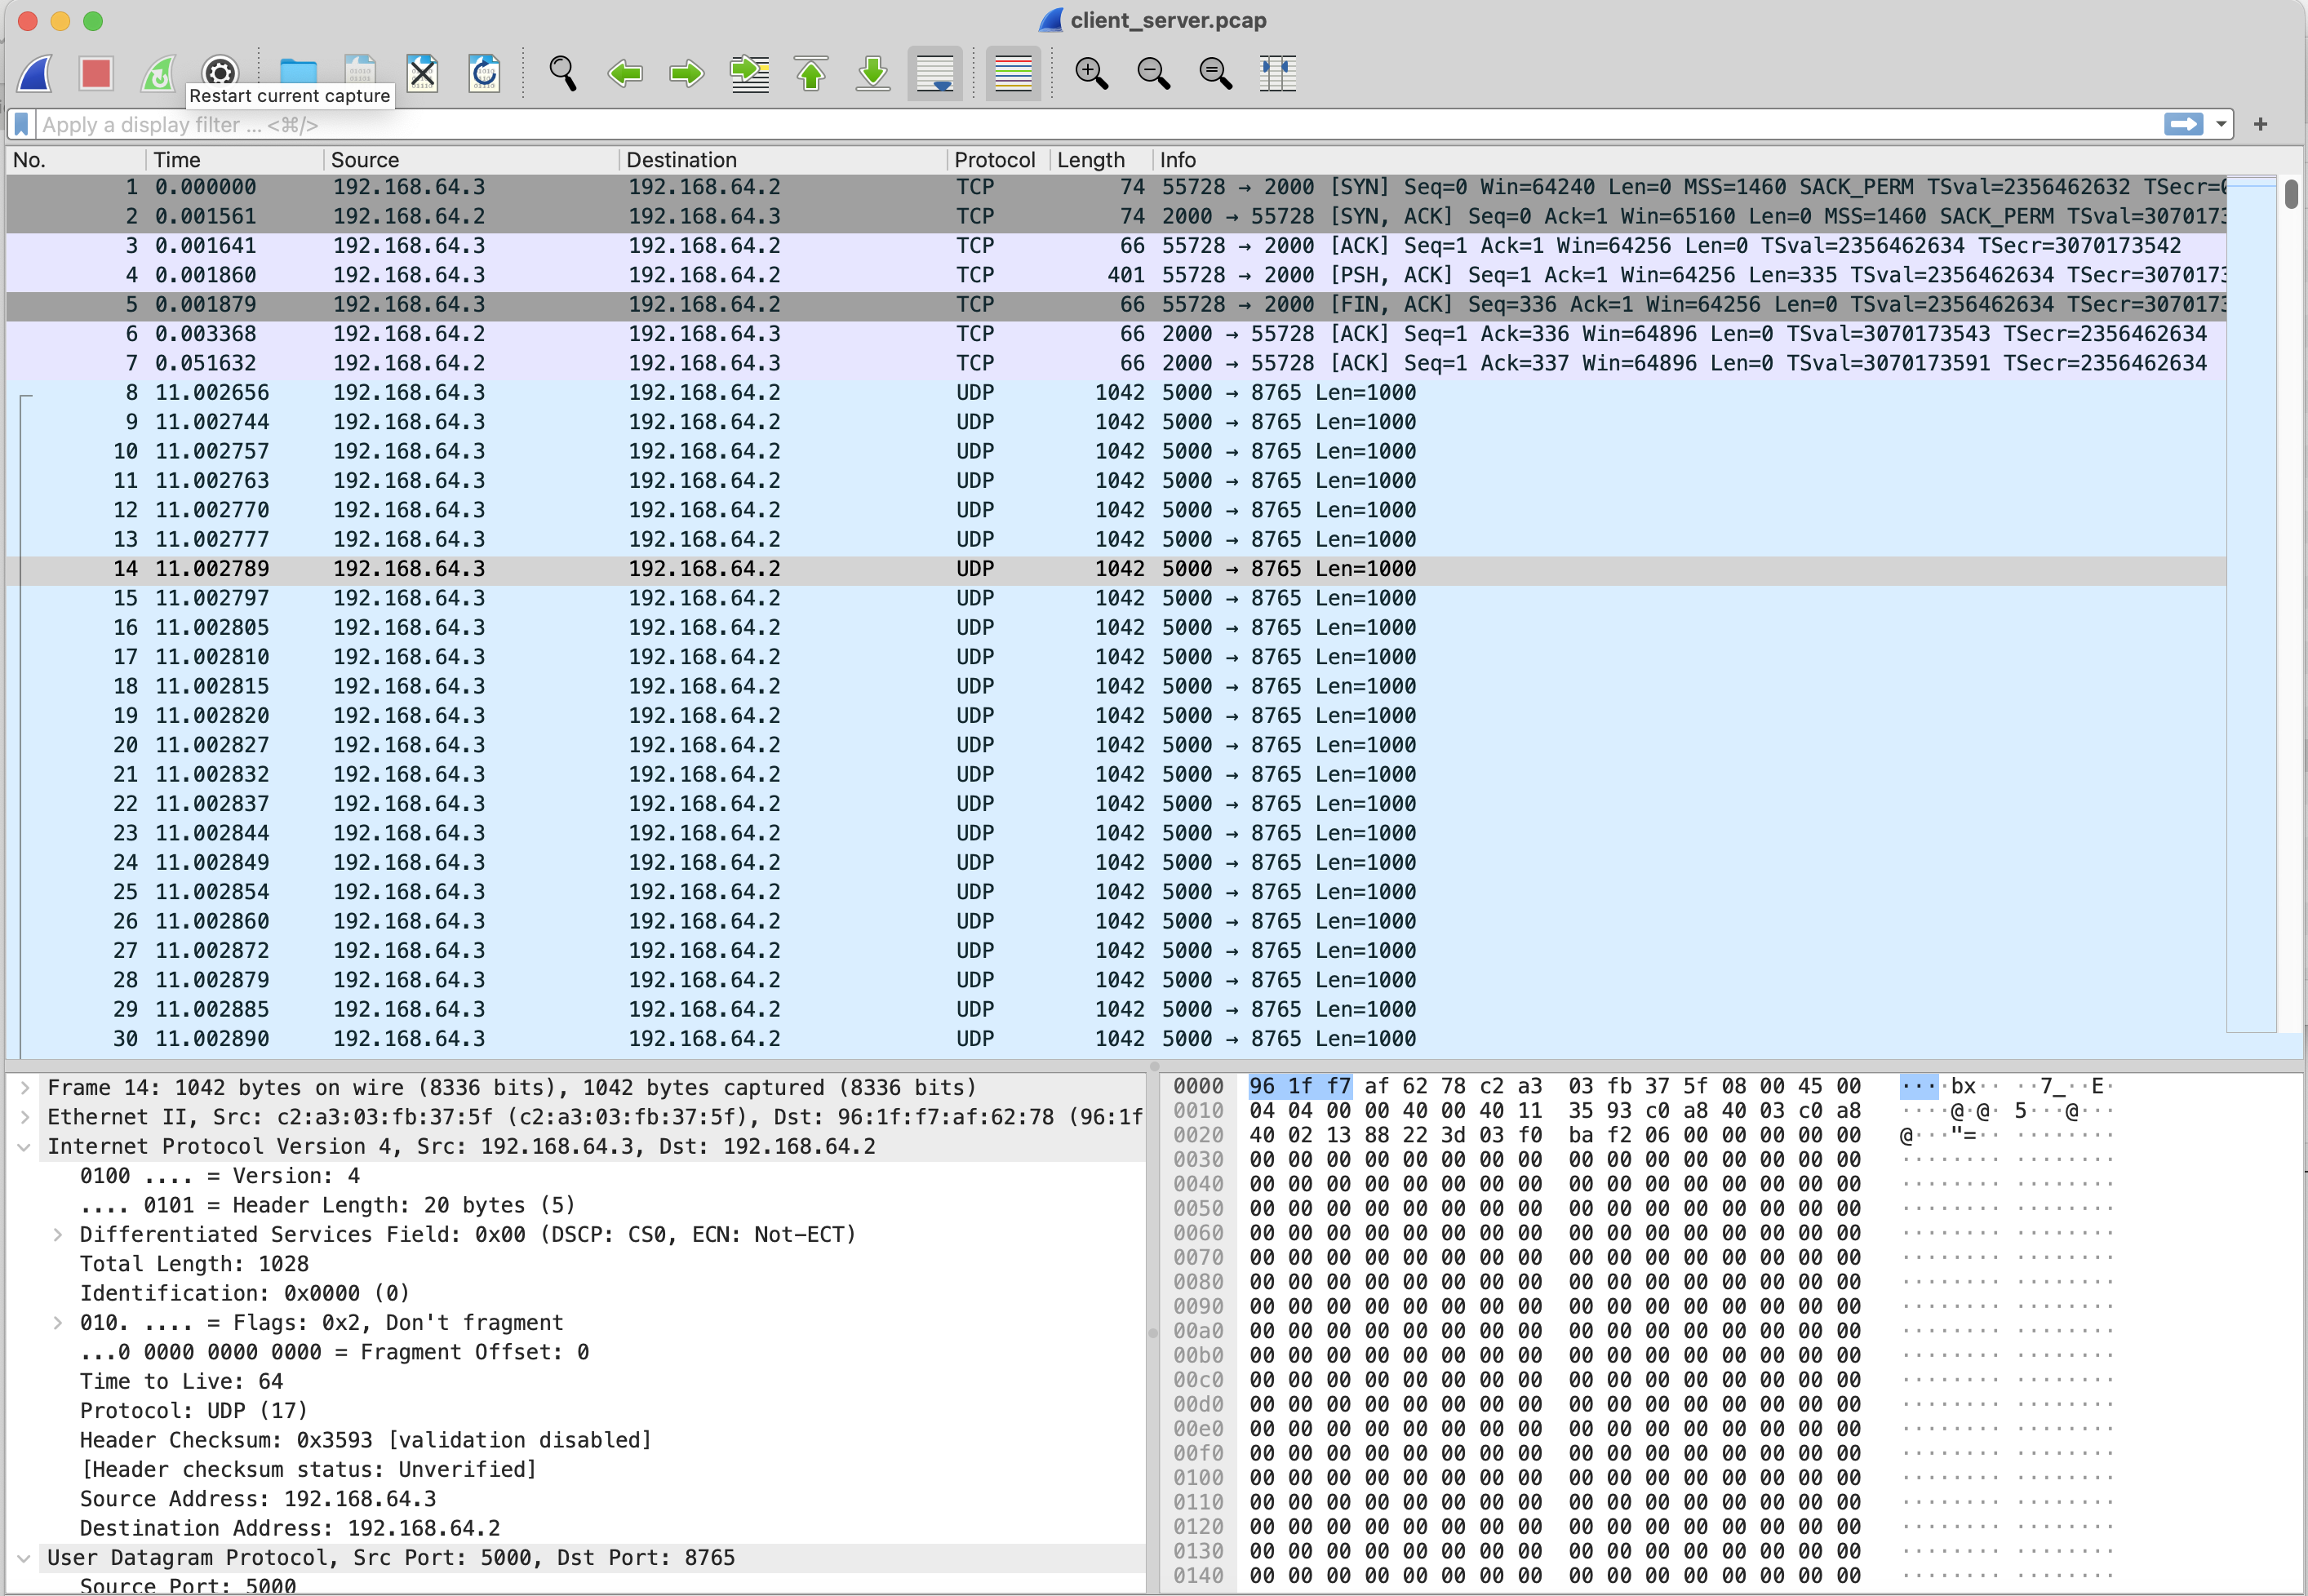 client_server.pcap
Restart current capture
Apply a display filter ... <⌘/>
No. Time Source Destination Protocol Length Info
1 0.000000 192.168.64.3 192.168.64.2 TCP 74 55728 → 2000 [SYN] Seq=0 Win=64240 Len=0 MSS=1460 SACK_PERM TSval=2356462632 TSecr=
2 0.001561 192.168.64.2 192.168.64.3 TCP 74 2000 → 55728 [SYN, ACK] Seq=0 Ack=1 Win=65160 Len=0 MSS=1460 SACK_PERM TSval=3070173
3 0.001641 192.168.64.3 192.168.64.2 TCP 66 55728 → 2000 [ACK] Seq=1 Ack=1 Win=64256 Len=0 TSval=2356462634 TSecr=3070173542
4 0.001860 192.168.64.3 192.168.64.2 TCP 401 55728 → 2000 [PSH, ACK] Seq=1 Ack=1 Win=64256 Len=335 TSval=2356462634 TSecr=3070173
5 0.001879 192.168.64.3 192.168.64.2 TCP 66 55728 → 2000 [FIN, ACK] Seq=336 Ack=1 Win=64256 Len=0 TSval=2356462634 TSecr=3070173
6 0.003368 192.168.64.2 192.168.64.3 TCP 66 2000 → 55728 [ACK] Seq=1 Ack=336 Win=64896 Len=0 TSval=3070173543 TSecr=2356462634
7 0.051632 192.168.64.2 192.168.64.3 TCP 66 2000 → 55728 [ACK] Seq=1 Ack=337 Win=64896 Len=0 TSval=3070173591 TSecr=2356462634
8 11.002656 192.168.64.3 192.168.64.2 UDP 1042 5000 → 8765 Len=1000
9 11.002744 192.168.64.3 192.168.64.2 UDP 1042 5000 → 8765 Len=1000
10 11.002757 192.168.64.3 192.168.64.2 UDP 1042 5000 → 8765 Len=1000
11 11.002763 192.168.64.3 192.168.64.2 UDP 1042 5000 → 8765 Len=1000
12 11.002770 192.168.64.3 192.168.64.2 UDP 1042 5000 → 8765 Len=1000
13 11.002777 192.168.64.3 192.168.64.2 UDP 1042 5000 → 8765 Len=1000
14 11.002789 192.168.64.3 192.168.64.2 UDP 1042 5000 → 8765 Len=1000
15 11.002797 192.168.64.3 192.168.64.2 UDP 1042 5000 → 8765 Len=1000
16 11.002805 192.168.64.3 192.168.64.2 UDP 1042 5000 → 8765 Len=1000
17 11.002810 192.168.64.3 192.168.64.2 UDP 1042 5000 → 8765 Len=1000
18 11.002815 192.168.64.3 192.168.64.2 UDP 1042 5000 → 8765 Len=1000
19 11.002820 192.168.64.3 192.168.64.2 UDP 1042 5000 → 8765 Len=1000
20 11.002827 192.168.64.3 192.168.64.2 UDP 1042 5000 → 8765 Len=1000
21 11.002832 192.168.64.3 192.168.64.2 UDP 1042 5000 → 8765 Len=1000
22 11.002837 192.168.64.3 192.168.64.2 UDP 1042 5000 → 8765 Len=1000
23 11.002844 192.168.64.3 192.168.64.2 UDP 1042 5000 → 8765 Len=1000
24 11.002849 192.168.64.3 192.168.64.2 UDP 1042 5000 → 8765 Len=1000
25 11.002854 192.168.64.3 192.168.64.2 UDP 1042 5000 → 8765 Len=1000
26 11.002860 192.168.64.3 192.168.64.2 UDP 1042 5000 → 8765 Len=1000
27 11.002872 192.168.64.3 192.168.64.2 UDP 1042 5000 → 8765 Len=1000
28 11.002879 192.168.64.3 192.168.64.2 UDP 1042 5000 → 8765 Len=1000
29 11.002885 192.168.64.3 192.168.64.2 UDP 1042 5000 → 8765 Len=1000
30 11.002890 192.168.64.3 192.168.64.2 UDP 1042 5000 → 8765 Len=1000
Frame 14: 1042 bytes on wire (8336 bits), 1042 bytes captured (8336 bits)
Ethernet II, Src: c2:a3:03:fb:37:5f (c2:a3:03:fb:37:5f), Dst: 96:1f:f7:af:62:78 (96:1f
Internet Protocol Version 4, Src: 192.168.64.3, Dst: 192.168.64.2
0100 .... = Version: 4
.... 0101 = Header Length: 20 bytes (5)
Differentiated Services Field: 0x00 (DSCP: CS0, ECN: Not-ECT)
Total Length: 1028
Identification: 0x0000 (0)
010. .... = Flags: 0x2, Don't fragment
...0 0000 0000 0000 = Fragment Offset: 0
Time to Live: 64
Protocol: UDP (17)
Header Checksum: 0x3593 [validation disabled]
[Header checksum status: Unverified]
Source Address: 192.168.64.3
Destination Address: 192.168.64.2
User Datagram Protocol, Src Port: 5000, Dst Port: 8765
Source Port: 5000
0000 96 1f f7 af 62 78 c2 a3 03 fb 37 5f 08 00 45 00 ····bx·· ··7_··E·
0010 04 04 00 00 40 00 40 11 35 93 c0 a8 40 03 c0 a8 ····@·@· 5···@···
0020 40 02 13 88 22 3d 03 f0 ba f2 06 00 00 00 00 00 @···"=·· ········
0030 00 00 00 00 00 00 00 00 00 00 00 00 00 00 00 00 ········ ········
0040 00 00 00 00 00 00 00 00 00 00 00 00 00 00 00 00 ········ ········
0050 00 00 00 00 00 00 00 00 00 00 00 00 00 00 00 00 ········ ········
0060 00 00 00 00 00 00 00 00 00 00 00 00 00 00 00 00 ········ ········
0070 00 00 00 00 00 00 00 00 00 00 00 00 00 00 00 00 ········ ········
0080 00 00 00 00 00 00 00 00 00 00 00 00 00 00 00 00 ········ ········
0090 00 00 00 00 00 00 00 00 00 00 00 00 00 00 00 00 ········ ········
00a0 00 00 00 00 00 00 00 00 00 00 00 00 00 00 00 00 ········ ········
00b0 00 00 00 00 00 00 00 00 00 00 00 00 00 00 00 00 ········ ········
00c0 00 00 00 00 00 00 00 00 00 00 00 00 00 00 00 00 ········ ········
00d0 00 00 00 00 00 00 00 00 00 00 00 00 00 00 00 00 ········ ········
00e0 00 00 00 00 00 00 00 00 00 00 00 00 00 00 00 00 ········ ········
00f0 00 00 00 00 00 00 00 00 00 00 00 00 00 00 00 00 ········ ········
0100 00 00 00 00 00 00 00 00 00 00 00 00 00 00 00 00 ········ ········
0110 00 00 00 00 00 00 00 00 00 00 00 00 00 00 00 00 ········ ········
0120 00 00 00 00 00 00 00 00 00 00 00 00 00 00 00 00 ········ ········
0130 00 00 00 00 00 00 00 00 00 00 00 00 00 00 00 00 ········ ········
0140 00 00 00 00 00 00 00 00 00 00 00 00 00 00 00 00 ········ ········